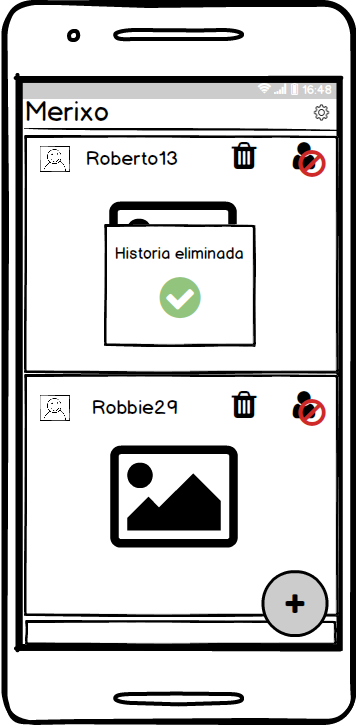 16:48
Merixo
Roberto13
Historia eliminada
Robbie29